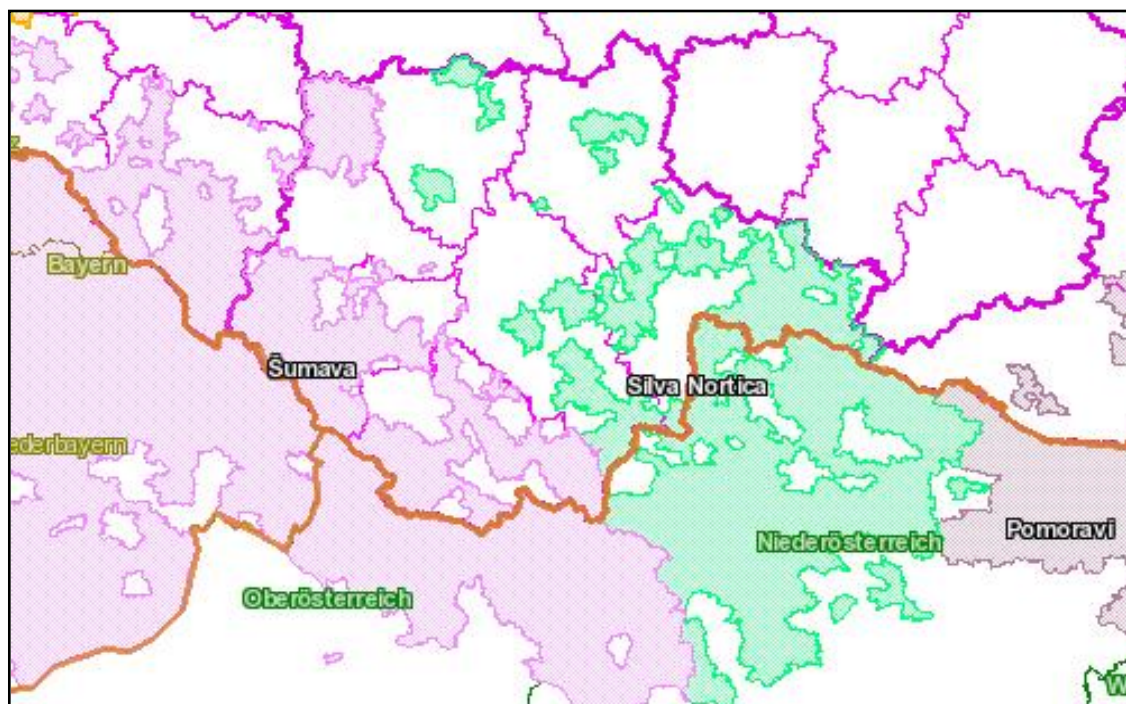 Bayern
Šumava
Silva Nortica
ederbayern
Pomoravi
Niederösterreich
Oberösterreich
W